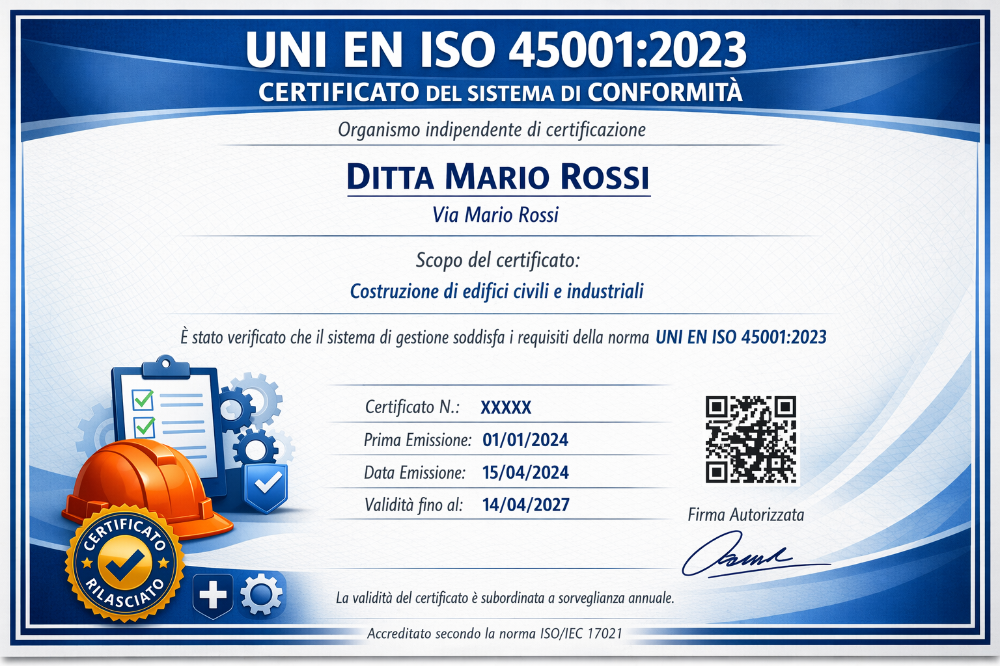 UNI EN ISO 45001:2023
CERTIFICATO DEL SISTEMA DI CONFORMITÀ
Organismo indipendente di certificazione
DITTA MARIO ROSSI
Via Mario Rossi
Scopo del certificato:
Costruzione di edifici civili e industriali
È stato verificato che il sistema di gestione soddisfa i requisiti della norma UNI EN ISO 45001:2023
Certificato N.: XXXXX
Prima Emissione: 01/01/2024
Data Emissione: 15/04/2024
Validità fino al: 14/04/2027
Firma Autorizzata
CERTIFICATO
RILASCIATO
La validità del certificato è subordinata a sorveglianza annuale.
Accreditato secondo la norma ISO/IEC 17021